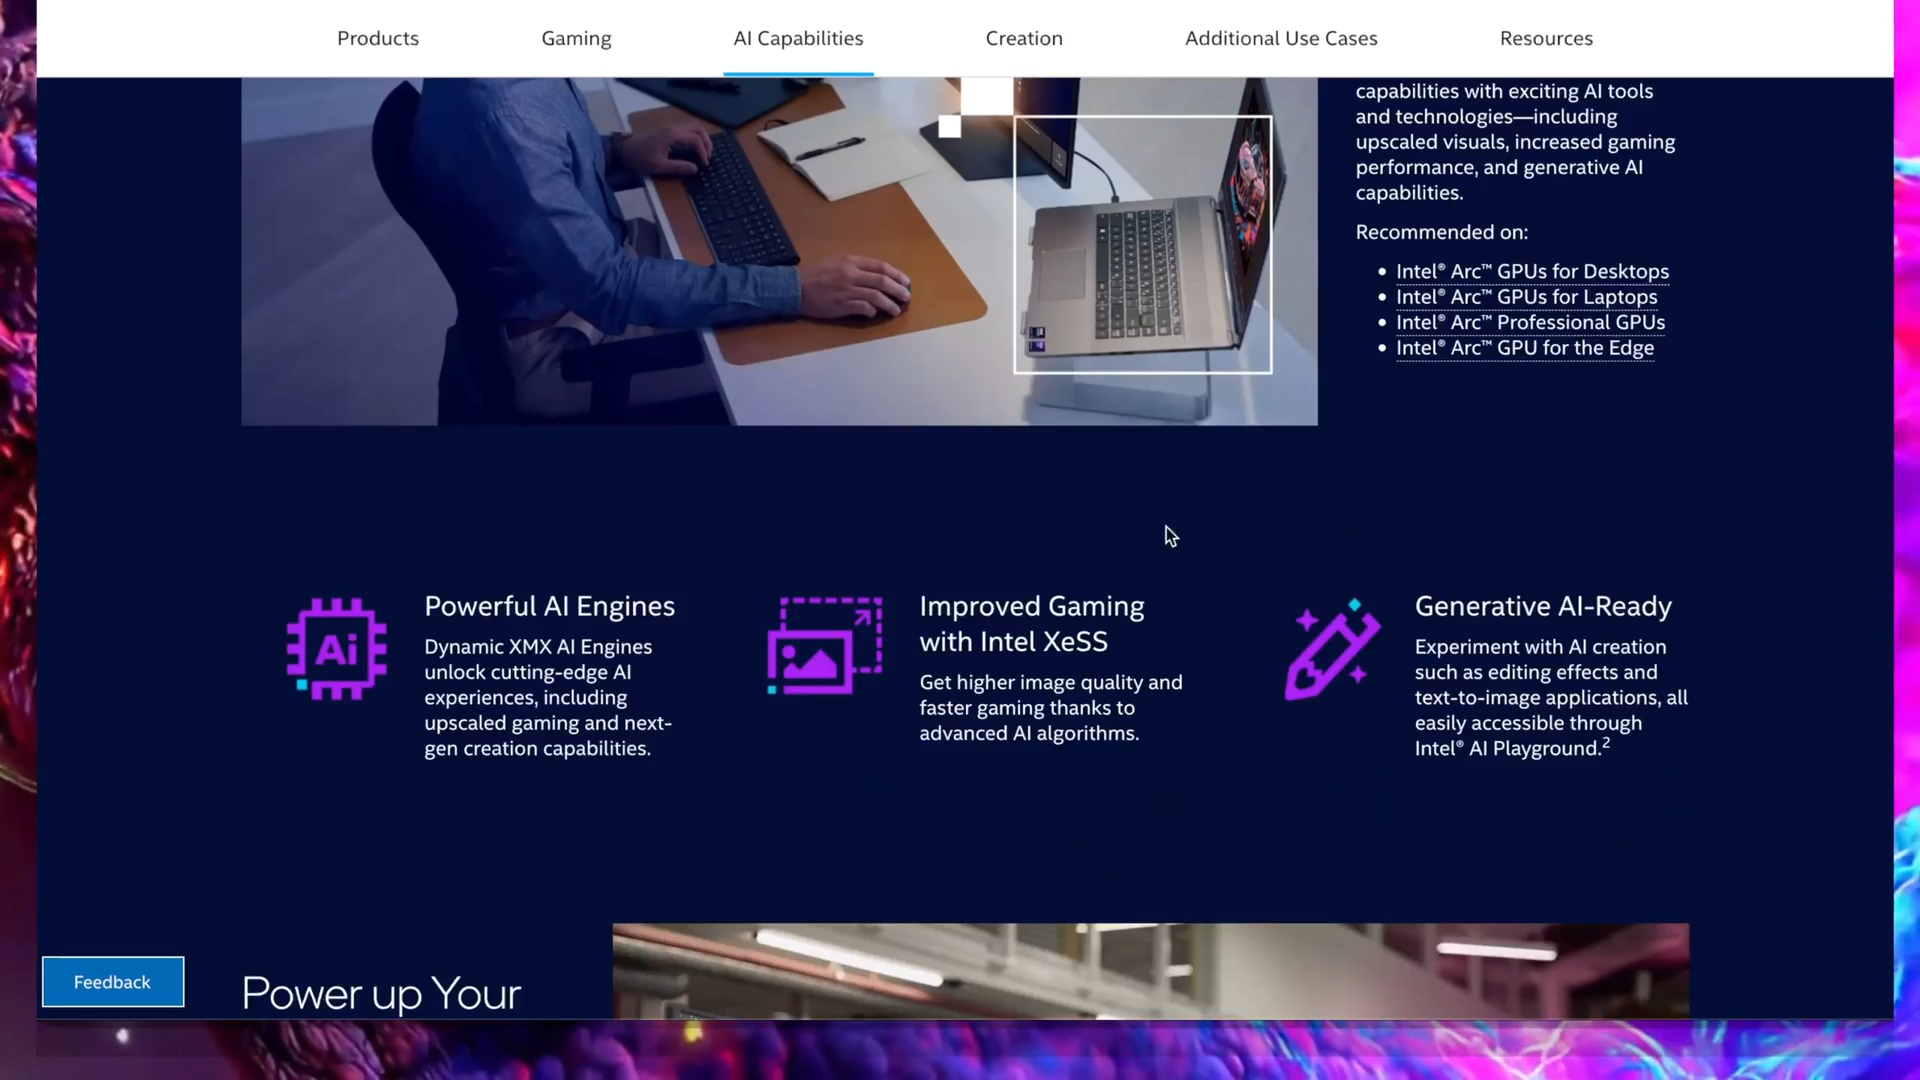 Products
Gaming
AI Capabilities
Creation
Additional Use Cases
Resources
capabilities with exciting AI tools
and technologies—including
upscaled visuals, increased gaming
performance, and generative AI
capabilities.
Recommended on:
• Intel® Arc™ GPUs for Desktops
• Intel® Arc™ GPUs for Laptops
• Intel® Arc™ Professional GPUs
• Intel® Arc™ GPU for the Edge
Ai
Powerful AI Engines
Dynamic XMX AI Engines
unlock cutting-edge AI
experiences, including
upscaled gaming and next-
gen creation capabilities.
Improved Gaming
with Intel XeSS
Get higher image quality and
faster gaming thanks to
advanced AI algorithms.
Generative AI-Ready
Experiment with AI creation
such as editing effects and
text-to-image applications, all
easily accessible through
Intel® AI Playground.2
Feedback
Power up Your